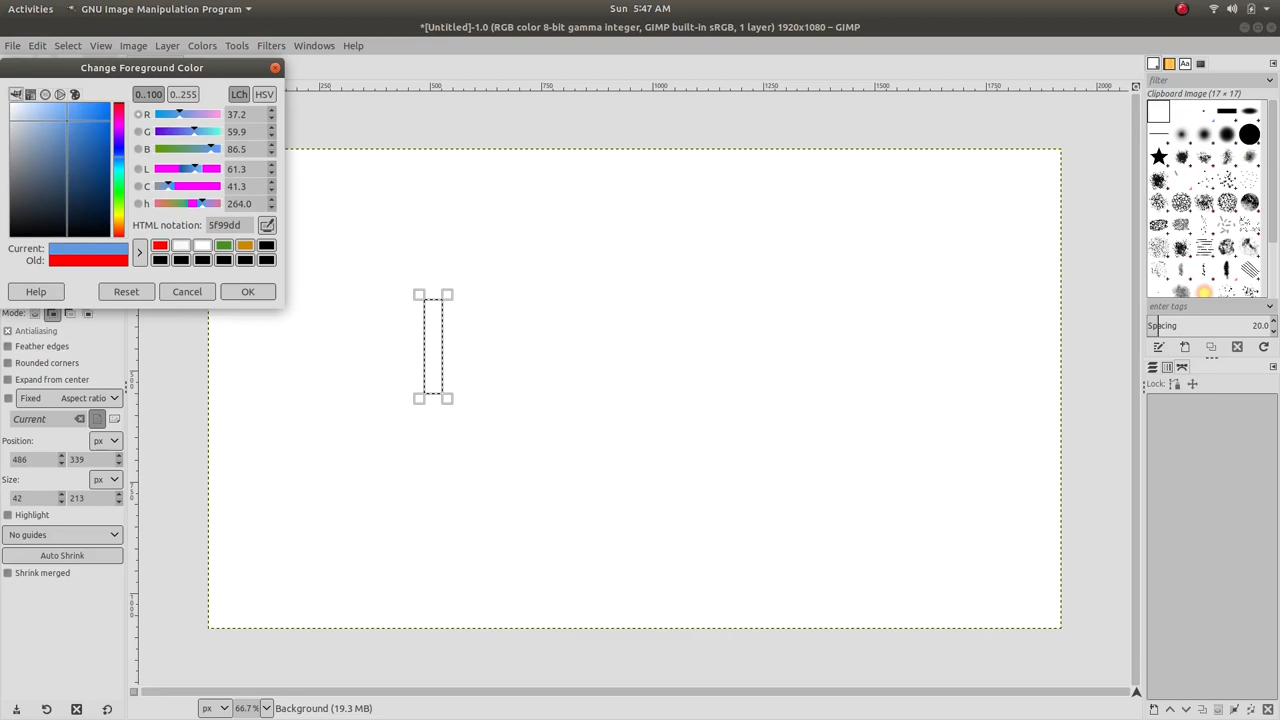 Activities GNU Image Manipulation Program Sun 5:47 AM
*[Untitled]-1.0 (RGB color 8-bit gamma integer, GIMP built-in sRGB, 1 layer) 1920x1080 – GIMP
File Edit Select View Image Layer Colors Tools Filters Windows Help
Change Foreground Color
filter
250 500 750 1000 1250 1500 1750 2000
Clipboard Image (17 × 17)
0..100 0..255 LCh HSV
R 37.2
G 59.9
B 86.5
L 61.3
C 41.3
h 264.0
HTML notation: 5f99dd
Current:
Old:
Help Reset Cancel OK
Mode:
Antialiasing
Feather edges
Rounded corners
Expand from center
Fixed Aspect ratio
Current
Position: px
486 339
Size: px
42 213
Highlight
No guides
Auto Shrink
Shrink merged
500
750
1000
Aa
enter tags
Spacing 20.0
Lock:
px 66.7% Background (19.3 MB)